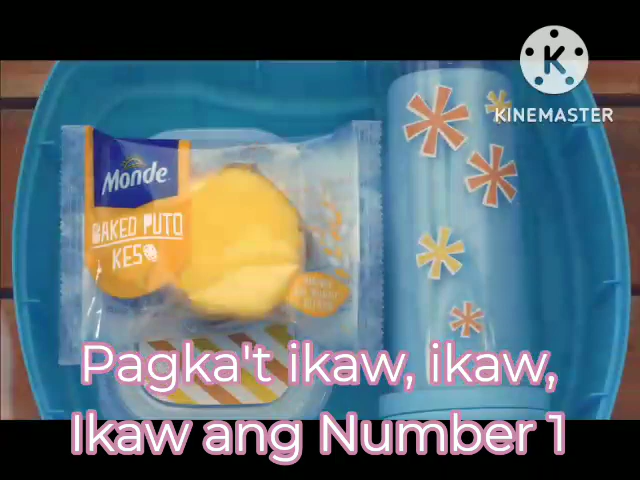 KINEMASTER
Monde
BAKED PUTO
KESO
Pagka't ikaw, ikaw,
Ikaw ang Number 1